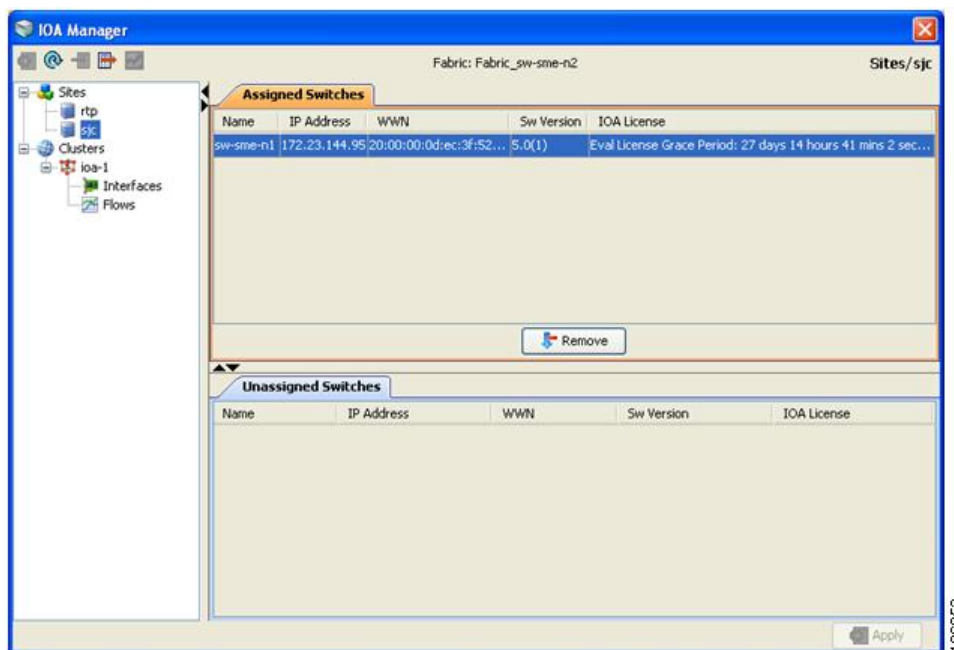 IOA Manager
Fabric: Fabric_sw-sme-n2
Sites/sjc
Sites
rtp
sjc
Clusters
ioa-1
Interfaces
Flows
Assigned Switches
Name IP Address WWN Sw Version IOA License
sw-sme-n1 172.23.144.95 20:00:00:0d:ec:3f:52... 5.0(1) Eval License Grace Period: 27 days 14 hours 41 mins 2 sec...
Remove
Unassigned Switches
Name IP Address WWN Sw Version IOA License
Apply